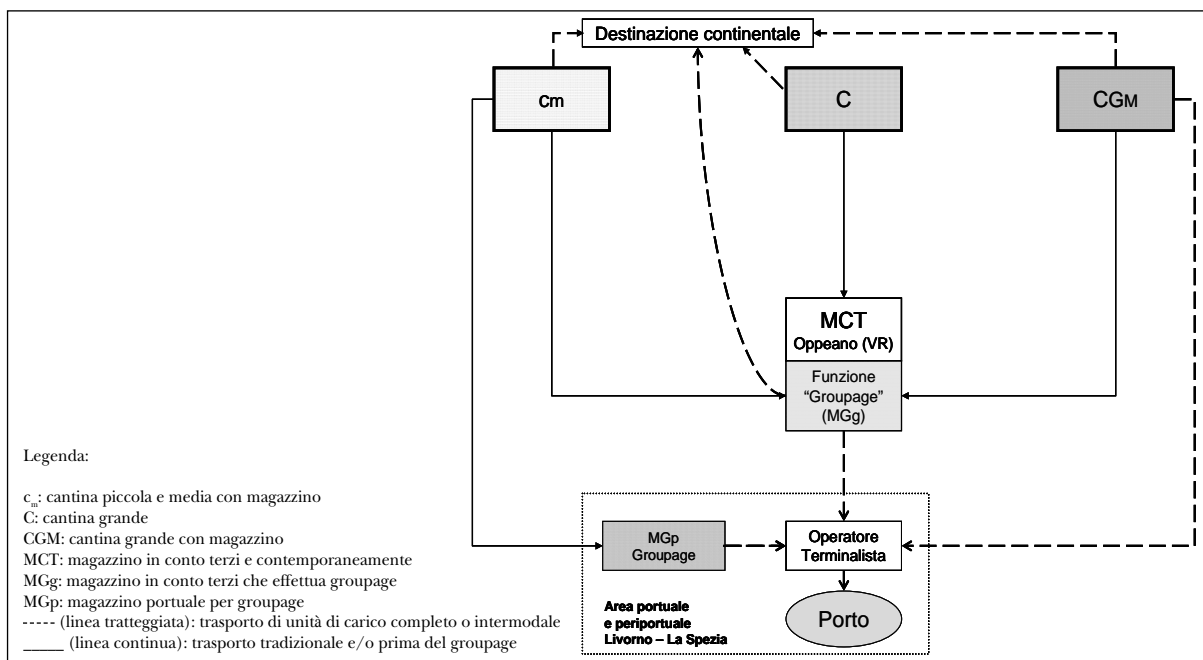 Destinazione continentale
cm
C
CGM
MCT
Oppeano (VR)
Funzione
“Groupage”
(MGg)
MGp
Groupage
Operatore
Terminalista
Area portuale
e periportuale
Livorno – La Spezia
Porto
Legenda:
cm: cantina piccola e media con magazzino
C: cantina grande
CGM: cantina grande con magazzino
MCT: magazzino in conto terzi e contemporaneamente
MGg: magazzino in conto terzi che effettua groupage
MGp: magazzino portuale per groupage
----- (linea tratteggiata): trasporto di unità di carico completo o intermodale
_____ (linea continua): trasporto tradizionale e/o prima del groupage